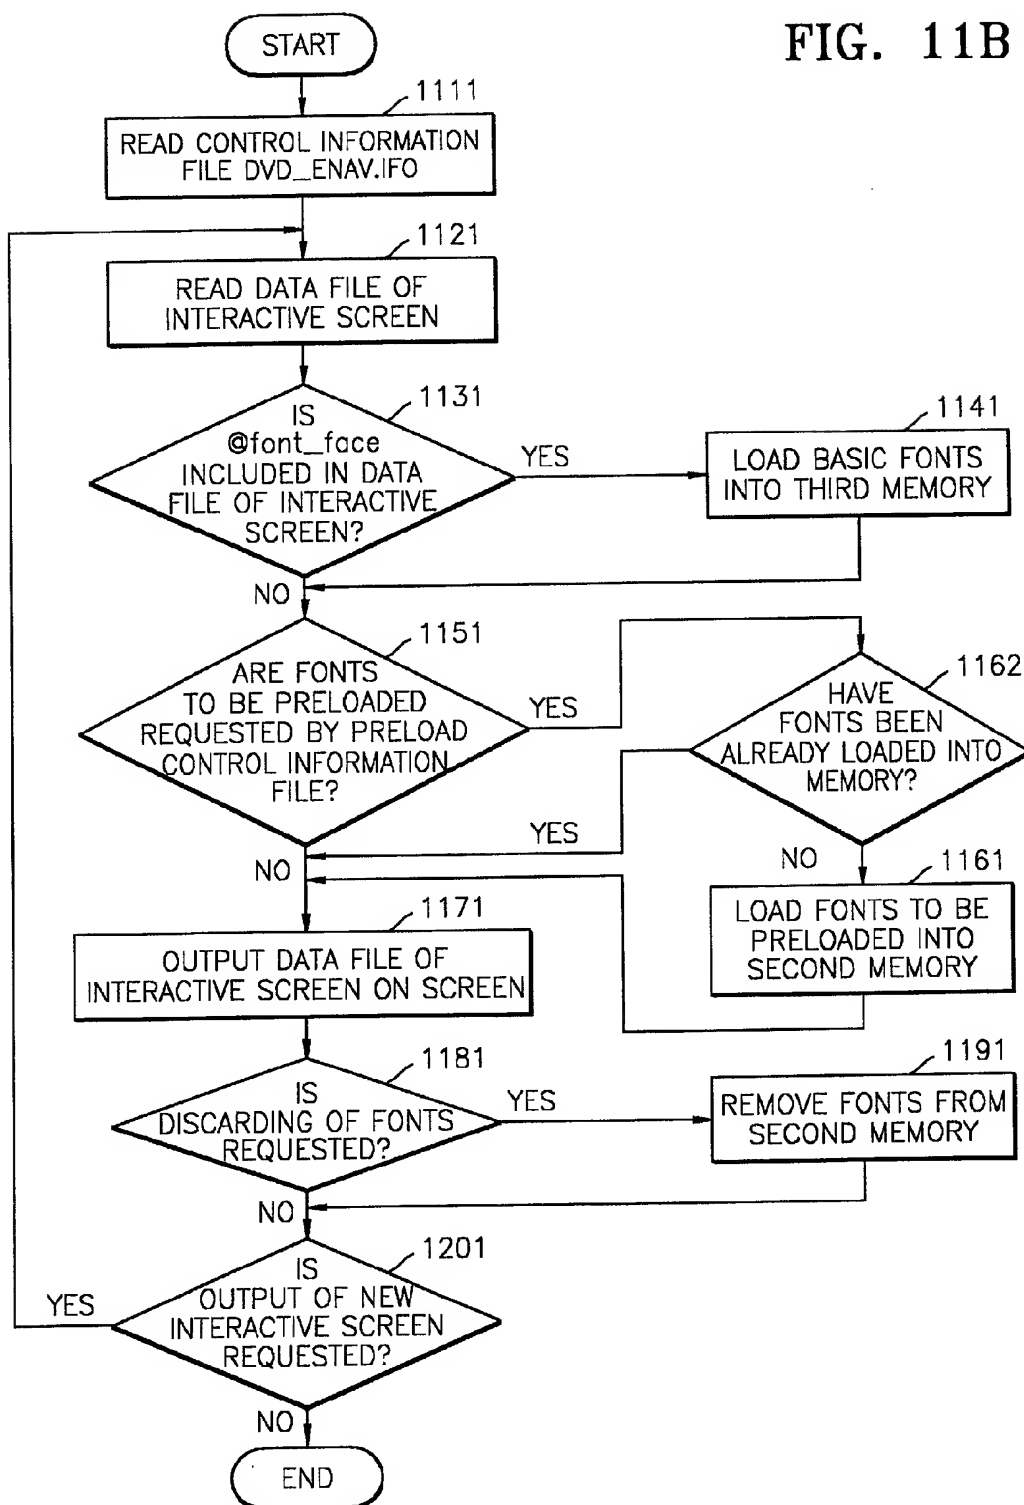 FIG. 11B
START
1111
READ CONTROL INFORMATION
FILE DVD_ENAV.IFO
1121
READ DATA FILE OF
INTERACTIVE SCREEN
1131
IS
@font_face
INCLUDED IN DATA
FILE OF INTERACTIVE
SCREEN?
YES
1141
LOAD BASIC FONTS
INTO THIRD MEMORY
NO
1151
ARE FONTS
TO BE PRELOADED
REQUESTED BY PRELOAD
CONTROL INFORMATION
FILE?
YES
1162
HAVE
FONTS BEEN
ALREADY LOADED INTO
MEMORY?
YES
NO
NO
1161
LOAD FONTS TO BE
PRELOADED INTO
SECOND MEMORY
1171
OUTPUT DATA FILE OF
INTERACTIVE SCREEN ON SCREEN
1181
IS
DISCARDING OF FONTS
REQUESTED?
YES
1191
REMOVE FONTS FROM
SECOND MEMORY
NO
1201
IS
OUTPUT OF NEW
INTERACTIVE SCREEN
REQUESTED?
YES
NO
END